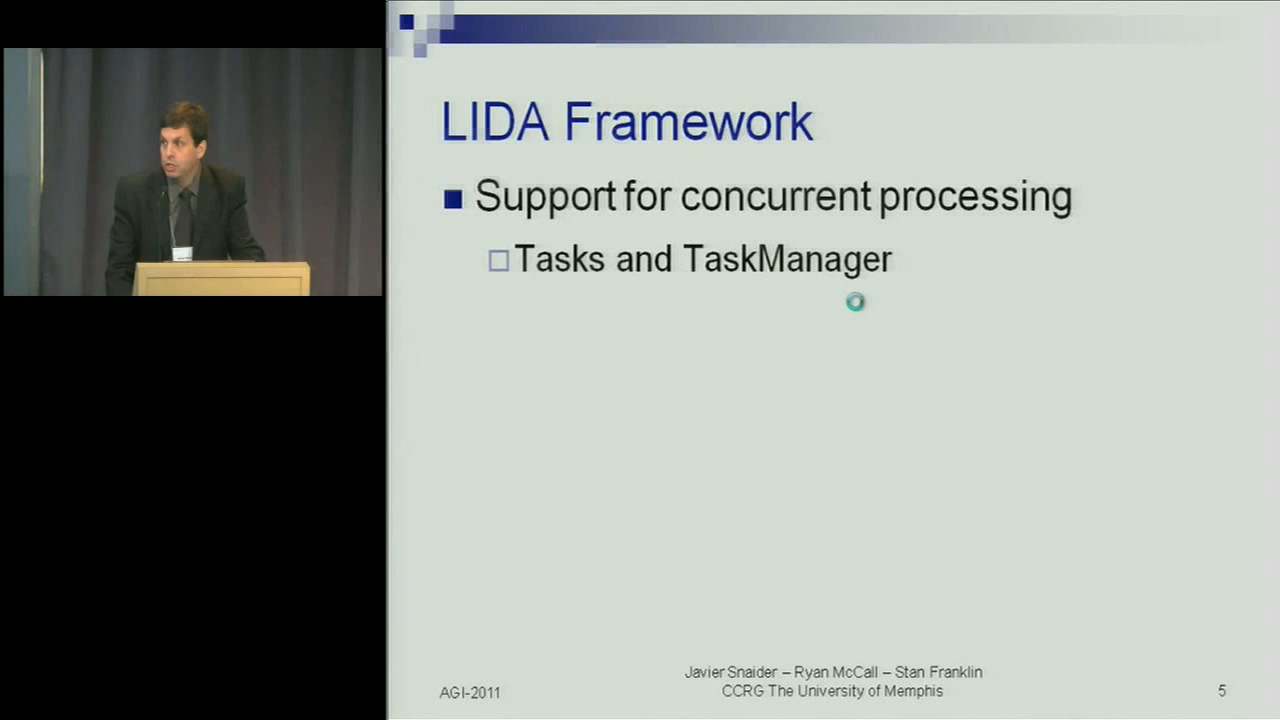 LIDA Framework
Support for concurrent processing
Tasks and TaskManager
Javier Snaider – Ryan McCall – Stan Franklin
AGI-2011
CCRG The University of Memphis
5